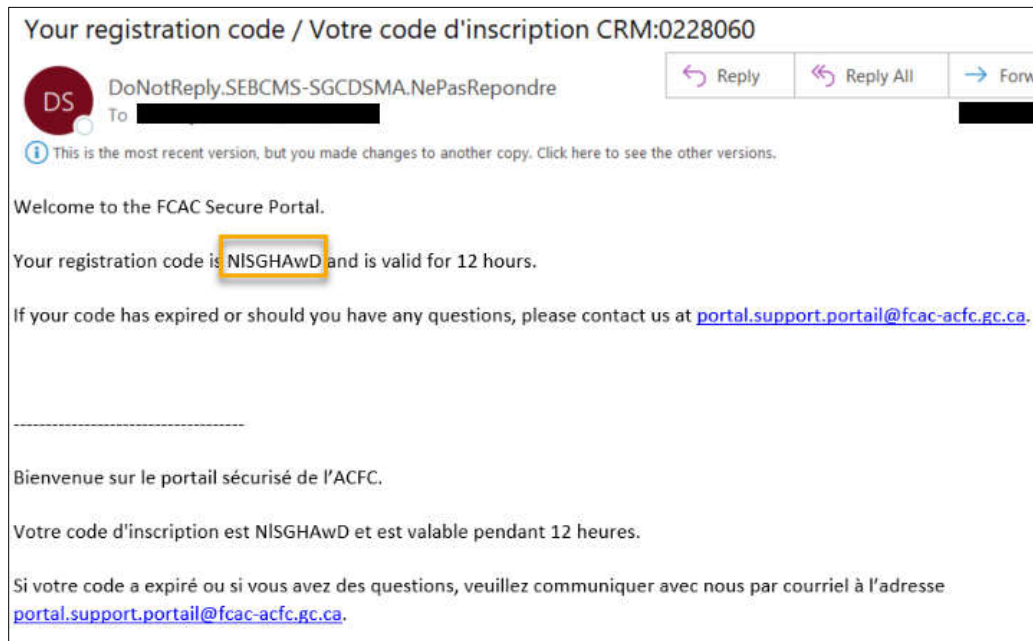 Your registration code / Votre code d'inscription CRM:0228060
DS
DoNotReply.SEBCMS-SGCDSMA.NePasRepondre
Reply
Reply All
Forw
To
This is the most recent version, but you made changes to another copy. Click here to see the other versions.
Welcome to the FCAC Secure Portal.
Your registration code is NlSGHAwD and is valid for 12 hours.
If your code has expired or should you have any questions, please contact us at portal.support.portail@fcac-acfc.gc.ca.
------------------------------------
Bienvenue sur le portail sécurisé de l’ACFC.
Votre code d'inscription est NlSGHAwD et est valable pendant 12 heures.
Si votre code a expiré ou si vous avez des questions, veuillez communiquer avec nous par courriel à l’adresse
portal.support.portail@fcac-acfc.gc.ca.